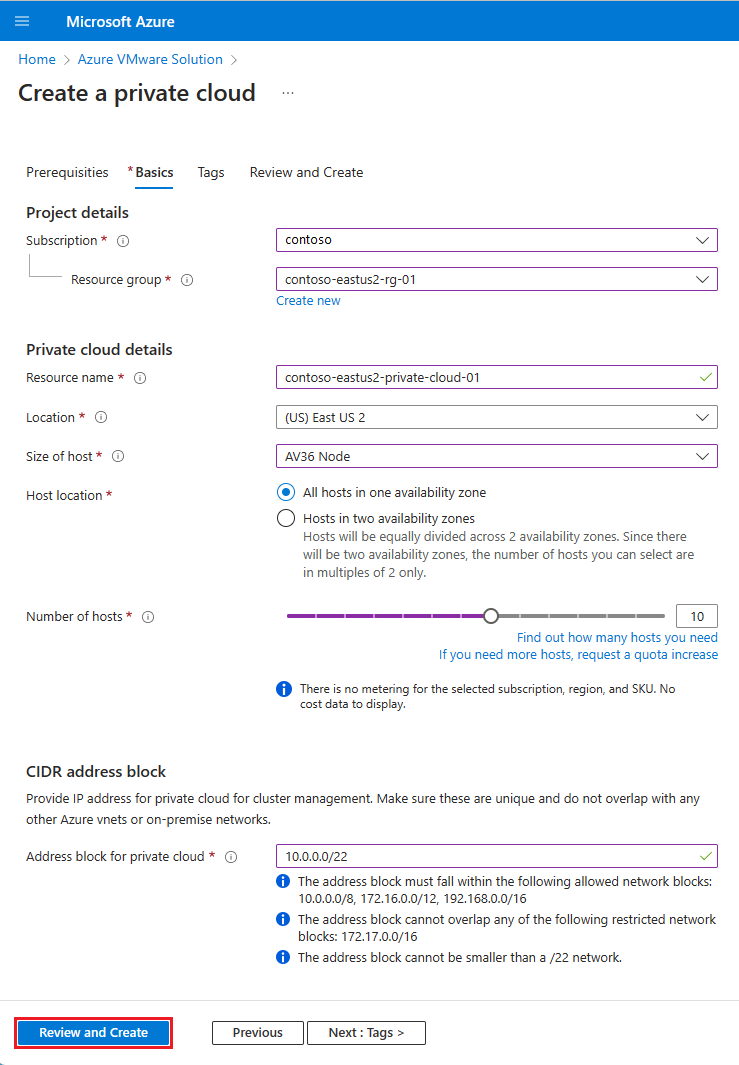 Microsoft Azure
Home > Azure VMware Solution >
Create a private cloud ...
Prerequisities * Basics Tags Review and Create
Project details
Subscription * contoso
Resource group * contoso-eastus2-rg-01
Create new
Private cloud details
Resource name * contoso-eastus2-private-cloud-01
Location * (US) East US 2
Size of host * AV36 Node
Host location * All hosts in one availability zone
Hosts in two availability zones
Hosts will be equally divided across 2 availability zones. Since there
will be two availability zones, the number of hosts you can select are
in multiples of 2 only.
Number of hosts * 10
Find out how many hosts you need
If you need more hosts, request a quota increase
There is no metering for the selected subscription, region, and SKU. No
cost data to display.
CIDR address block
Provide IP address for private cloud for cluster management. Make sure these are unique and do not overlap with any
other Azure vnets or on-premise networks.
Address block for private cloud * 10.0.0.0/22
The address block must fall within the following allowed network blocks:
10.0.0.0/8, 172.16.0.0/12, 192.168.0.0/16
The address block cannot overlap any of the following restricted network
blocks: 172.17.0.0/16
The address block cannot be smaller than a /22 network.
Review and Create Previous Next : Tags >